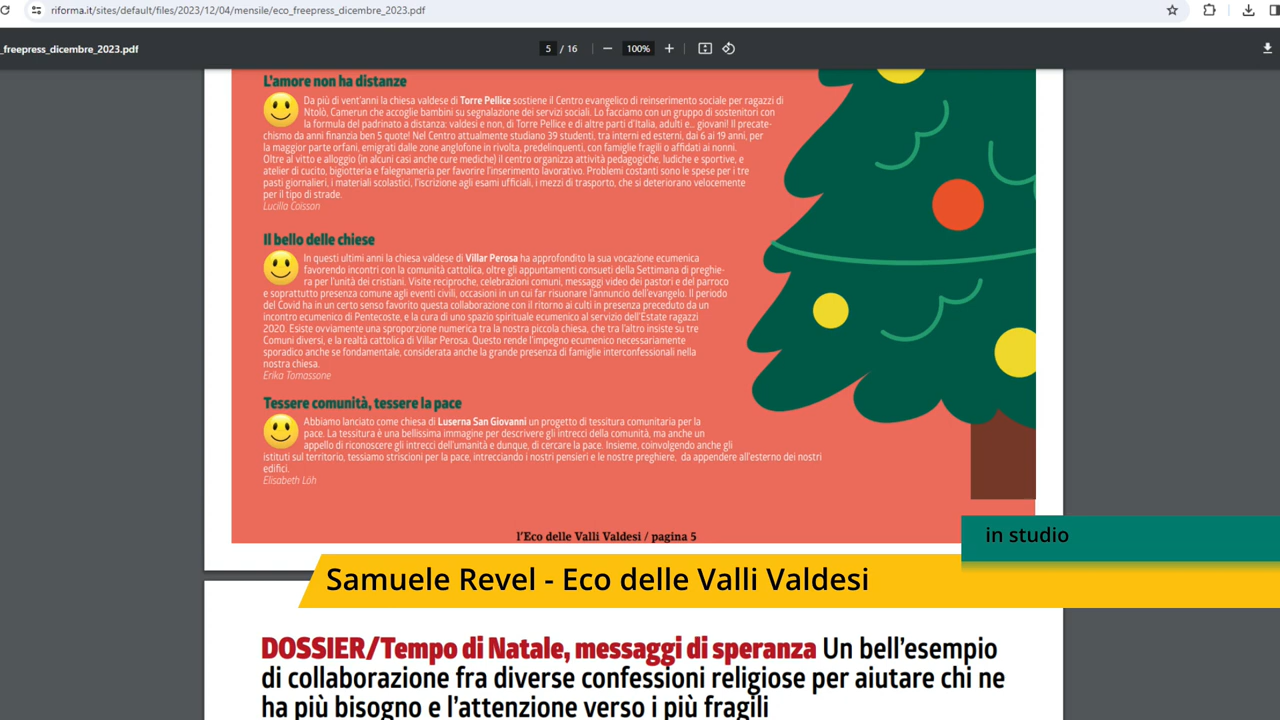 riforma.it/sites/default/files/2023/12/04/mensile/eco_freepress_dicembre_2023.pdf
_freepress_dicembre_2023.pdf
5 / 16
100%
L'amore non ha distanze
Da più di vent'anni la chiesa valdese di Torre Pellice sostiene il Centro evangelico di reinserimento sociale per ragazzi di
Ntolò, Camerun che accoglie bambini su segnalazione dei servizi sociali. Lo facciamo con un gruppo di sostenitori con
la formula del padrinato a distanza: valdesi e non, di Torre Pellice e di altre parti d'Italia, adulti e... giovani! Il precate-
chismo da anni finanzia ben 5 quote! Nel Centro attualmente studiano 39 studenti, tra interni ed esterni, dai 6 ai 19 anni, per
la maggior parte orfani, emigrati dalle zone anglofone in rivolta, predelinquenti, con famiglie fragili o affidati ai nonni.
Oltre al vitto e alloggio (in alcuni casi anche cure mediche) il centro organizza attività pedagogiche, ludiche e sportive, e
atelier di cucito, bigiotteria e falegnameria per favorire l'inserimento lavorativo. Problemi costanti sono le spese per i tre
pasti giornalieri, i materiali scolastici, l'iscrizione agli esami ufficiali, i mezzi di trasporto, che si deteriorano velocemente
per il tipo di strade.
Lucilla Coïsson
Il bello delle chiese
In questi ultimi anni la chiesa valdese di Villar Perosa ha approfondito la sua vocazione ecumenica
favorendo incontri con la comunità cattolica, oltre gli appuntamenti consueti della Settimana di preghie-
ra per l'unità dei cristiani. Visite reciproche, celebrazioni comuni, messaggi video dei pastori e del parroco
e soprattutto presenza comune agli eventi civili, occasioni in un cui far risuonare l'annuncio dell'evangelo. Il periodo
del Covid ha in un certo senso favorito questa collaborazione con il ritorno ai culti in presenza preceduto da un
incontro ecumenico di Pentecoste, e la cura di uno spazio spirituale ecumenico al servizio dell'Estate ragazzi
2020. Esiste ovviamente una sproporzione numerica tra la nostra piccola chiesa, che tra l'altro insiste su tre
Comuni diversi, e la realtà cattolica di Villar Perosa. Questo rende l'impegno ecumenico necessariamente
sporadico anche se fondamentale, considerata anche la grande presenza di famiglie interconfessionali nella
nostra chiesa.
Erika Tomassone
Tessere comunità, tessere la pace
Abbiamo lanciato come chiesa di Luserna San Giovanni un progetto di tessitura comunitaria per la
pace. La tessitura è una bellissima immagine per descrivere gli intrecci della comunità, ma anche un
appello di riconoscere gli intrecci dell'umanità e dunque, di cercare la pace. Insieme, coinvolgendo anche gli
istituti sul territorio, tessiamo striscioni per la pace, intrecciando i nostri pensieri e le nostre preghiere, da appendere all'esterno dei nostri
edifici.
Elisabeth Löh
l'Eco delle Valli Valdesi / pagina 5
in studio
Samuele Revel - Eco delle Valli Valdesi
DOSSIER/Tempo di Natale, messaggi di speranza Un bell'esempio
di collaborazione fra diverse confessioni religiose per aiutare chi ne
ha più bisogno e l'attenzione verso i più fragili